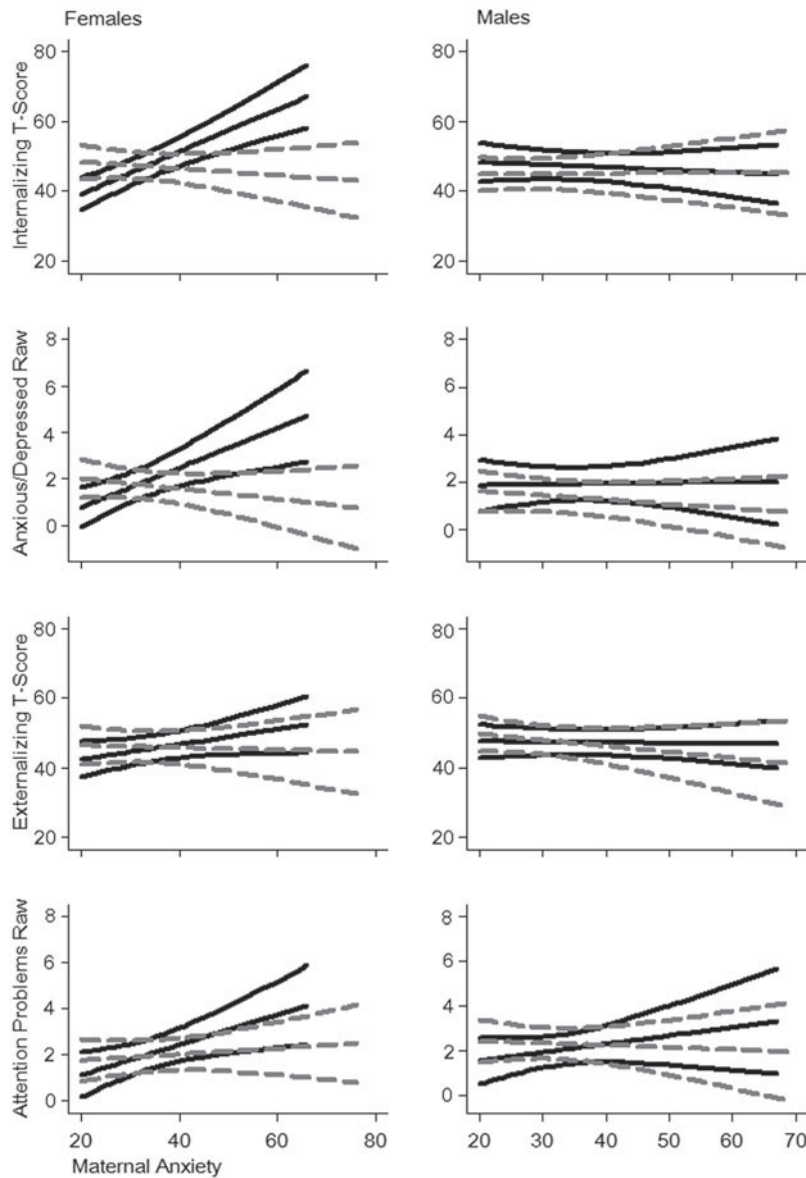 Females Males
Internalizing T-Score
80 80
60 60
40 40
20 20
Anxious/Depressed Raw
8 8
6 6
4 4
2 2
0 0
Externalizing T-Score
80 80
60 60
40 40
20 20
Attention Problems Raw
8 8
6 6
4 4
2 2
0 0
20 40 60 80 20 30 40 50 60 70
Maternal Anxiety